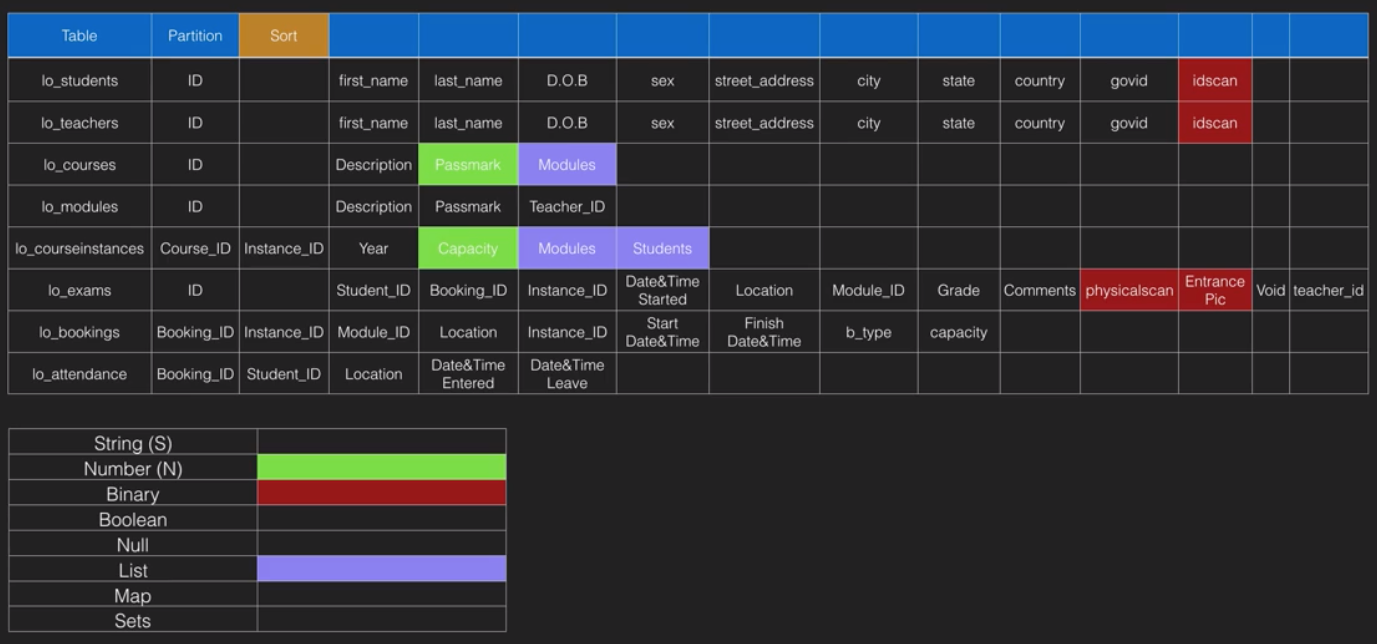 Table Partition Sort
lo_students ID first_name last_name D.O.B sex street_address city state country govid idscan
lo_teachers ID first_name last_name D.O.B sex street_address city state country govid idscan
lo_courses ID Description Passmark Modules
lo_modules ID Description Passmark Teacher_ID
lo_courseinstances Course_ID Instance_ID Year Capacity Modules Students
lo_exams ID Student_ID Booking_ID Instance_ID Date&Time Started Location Module_ID Grade Comments physicalscan Entrance Pic Void teacher_id
lo_bookings Booking_ID Instance_ID Module_ID Location Instance_ID Start Date&Time Finish Date&Time b_type capacity
lo_attendance Booking_ID Student_ID Location Date&Time Entered Date&Time Leave
String (S)
Number (N)
Binary
Boolean
Null
List
Map
Sets